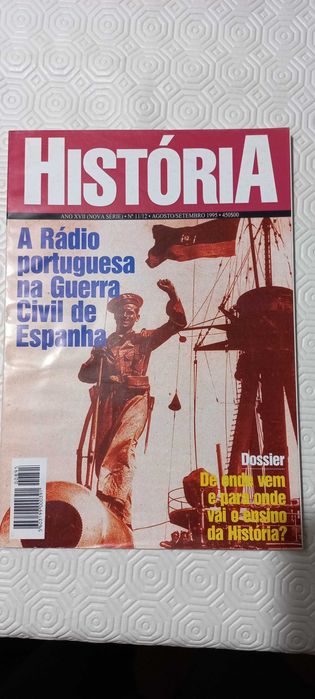 HISTÓRIA
ANO XVII (NOVA SÉRIE) • Nº 11/12 • AGOSTO/SETEMBRO 1995 • 450$00
A Rádio
portuguesa
na Guerra
Civil de
Espanha
Dossier
De onde vem
e para onde
vai o ensino
da História?